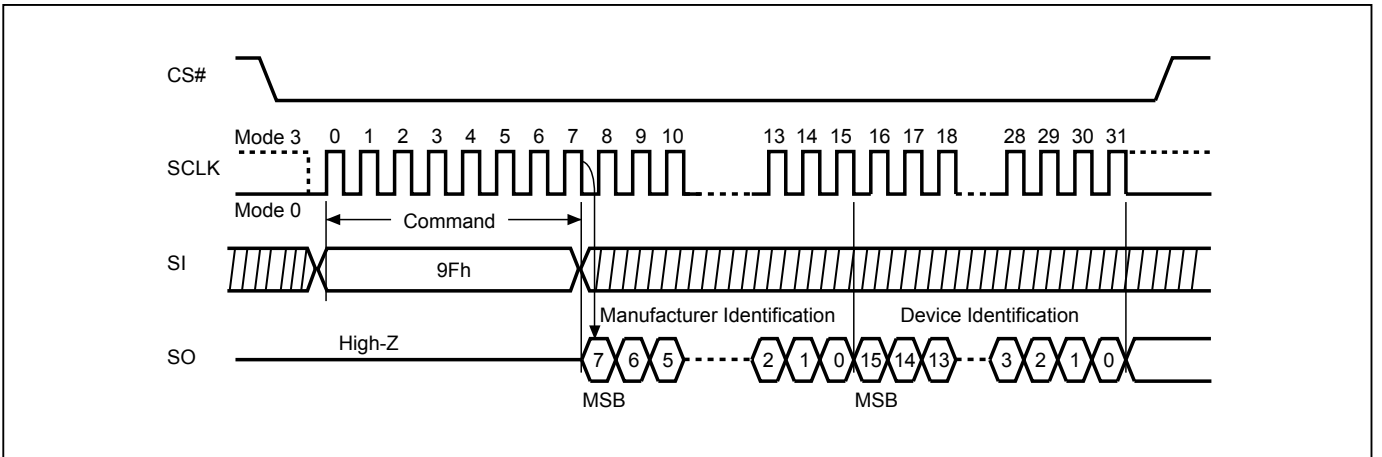 CS#
Mode 3 0 1 2 3 4 5 6 7 8 9 10 13 14 15 16 17 18 28 29 30 31
SCLK
Mode 0
Command
SI 9Fh
Manufacturer Identification Device Identification
High-Z
SO 7 6 5 2 1 0 15 14 13 3 2 1 0
MSB MSB